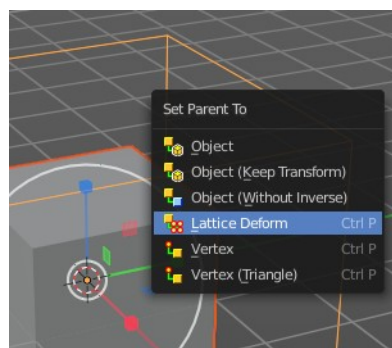 Set Parent To
Object
Object (Keep Transform)
Object (Without Inverse)
Lattice Deform Ctrl P
Vertex Ctrl P
Vertex (Triangle) Ctrl P